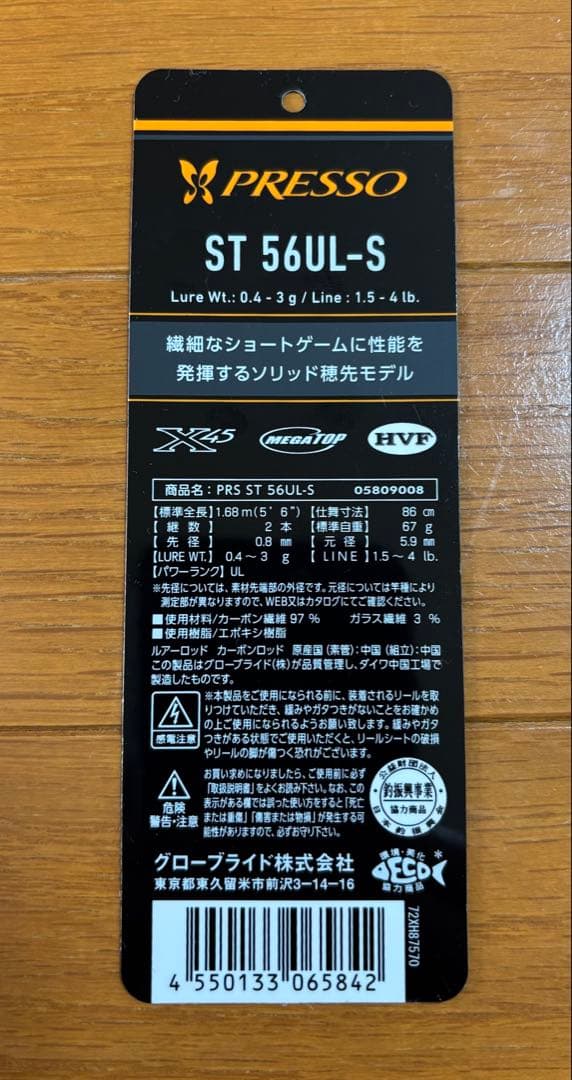 PRESSO
ST 56UL-S
Lure Wt.: 0.4 - 3 g / Line : 1.5 - 4 lb.
繊細なショートゲームに性能を
発揮するソリッド穂先モデル
X45 MEGATOP HVF
商品名：PRS ST 56UL-S 05809008
【標準全長】1.68m(5'6") 【仕舞寸法】 86 cm
【継数】 2 本 【標準自重】 67 g
【先径】 0.8 mm 【元径】 5.9 mm
【LURE WT.】 0.4～3 g 【LINE】 1.5～4 lb.
【パワーランク】UL
※先径については、素材先端部の外径です。元径については竿種により
測定部が異なりますので、WEB又はカタログにてご確認ください。
■使用材料/カーボン繊維 97 % ガラス繊維 3 %
■使用樹脂/エポキシ樹脂
ルアーロッド カーボンロッド 原産国(素管):中国(組立):中国
この製品はグローブライド(株)が品質管理し、ダイワ中国工場で
製造したものです。
感電注意
※本製品をご使用になられる前に、装着されるリールを取
りつけていただき、緩みやガタつきがないことをお確かめ
の上ご使用になられるようお願い致します。緩みやガタ
つきがある状態でご使用いただくと、リールシートの破損
やリールの脚が傷つく恐れがございます。
危険
警告・注意
お買い求めになりましたら、ご使用前に必ず
「取扱説明書」をよくお読み下さい。なお、この
表示がある欄では誤った使い方をすると「死亡
または重傷」「傷害または物損」が発生する可
能性がありますので、必ずお守り下さい。
公益財団法人
釣振興事業
協力商品
日本釣振興会
グローブライド株式会社
東京都東久留米市前沢3-14-16
環境・美化
ECO
協力商品
72XH87570
4 550133 065842